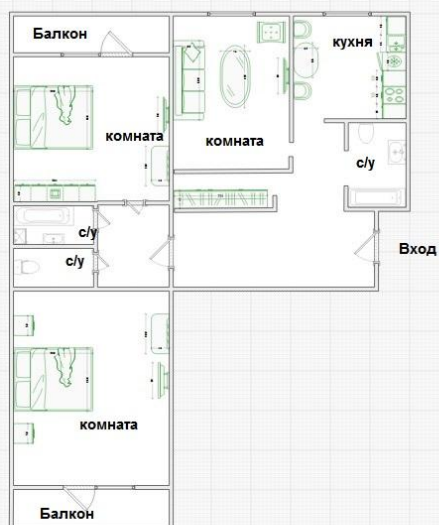 Балкон
кухня
комната
комната
с/у
с/у
Вход
с/у
комната
Балкон